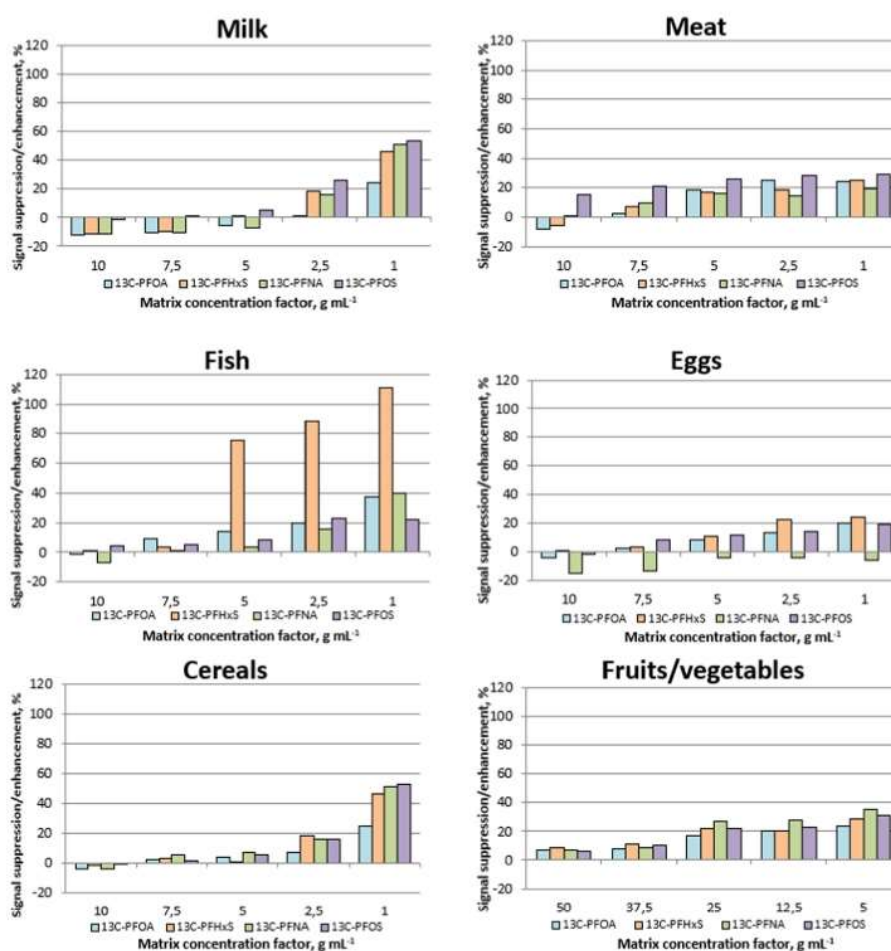 Milk
Signal suppression/enhancement, %
120
100
80
60
40
20
0
-20
10 7,5 5 2,5 1
13C-PFOA 13C-PFHxS 13C-PFNA 13C-PFOS
Matrix concentration factor, g mL⁻¹
Meat
Signal suppression/enhancement, %
120
100
80
60
40
20
0
-20
10 7,5 5 2,5 1
13C-PFOA 13C-PFHxS 13C-PFNA 13C-PFOS
Matrix concentration factor, g mL⁻¹
Fish
Signal suppression/enhancement, %
120
100
80
60
40
20
0
-20
10 7,5 5 2,5 1
13C-PFOA 13C-PFHxS 13C-PFNA 13C-PFOS
Matrix concentration factor, g mL⁻¹
Eggs
Signal suppression/enhancement, %
120
100
80
60
40
20
0
-20
10 7,5 5 2,5 1
13C-PFOA 13C-PFHxS 13C-PFNA 13C-PFOS
Matrix concentration factor, g mL⁻¹
Cereals
Signal suppression/enhancement, %
120
100
80
60
40
20
0
-20
10 7,5 5 2,5 1
13C-PFOA 13C-PFHxS 13C-PFNA 13C-PFOS
Matrix concentration factor, g mL⁻¹
Fruits/vegetables
Signal suppression/enhancement, %
120
100
80
60
40
20
0
-20
50 37,5 25 12,5 5
13C-PFOA 13C-PFHxS 13C-PFNA 13C-PFOS
Matrix concentration factor, g mL⁻¹